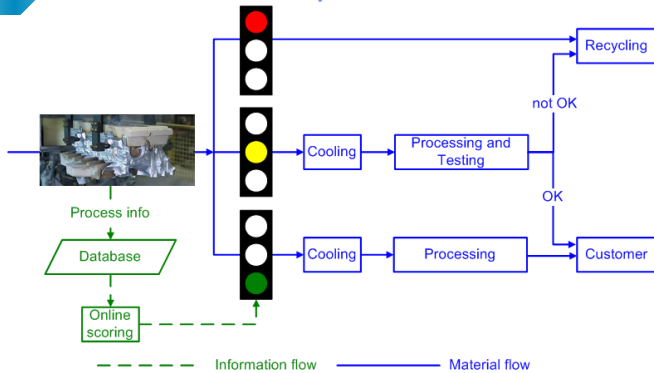 Recycling
not OK
Cooling
Processing and
Testing
OK
Process info
Database
Cooling
Processing
Customer
Online
scoring
Information flow
Material flow